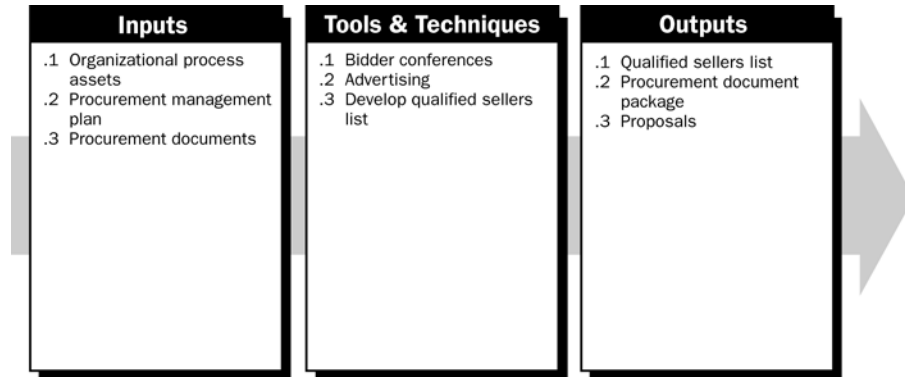 Inputs
.1 Organizational process
assets
.2 Procurement management
plan
.3 Procurement documents
Tools & Techniques
.1 Bidder conferences
.2 Advertising
.3 Develop qualified sellers
list
Outputs
.1 Qualified sellers list
.2 Procurement document
package
.3 Proposals